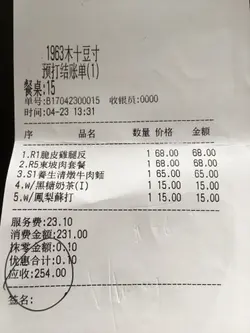 1963木十豆寸
预打结账单(1)
餐桌:15
单号:817042300015 收银员:0000
时间:04-23 13:31
序 名称 数量 价格 金额
1.R1脆皮雞腿反 1 68.00 68.00
2.R5東坡肉套餐 1 68.00 68.00
3.S1養生清燉牛肉麵 1 65.00 65.00
4.w/黑糖奶茶(I) 1 15.00 15.00
5.w/鳳梨蘇打 1 15.00 15.00
服务费:23.10
消费金额:231.00
抹零金额:0.10
优惠合计:0.10
应收:254.00
签名: